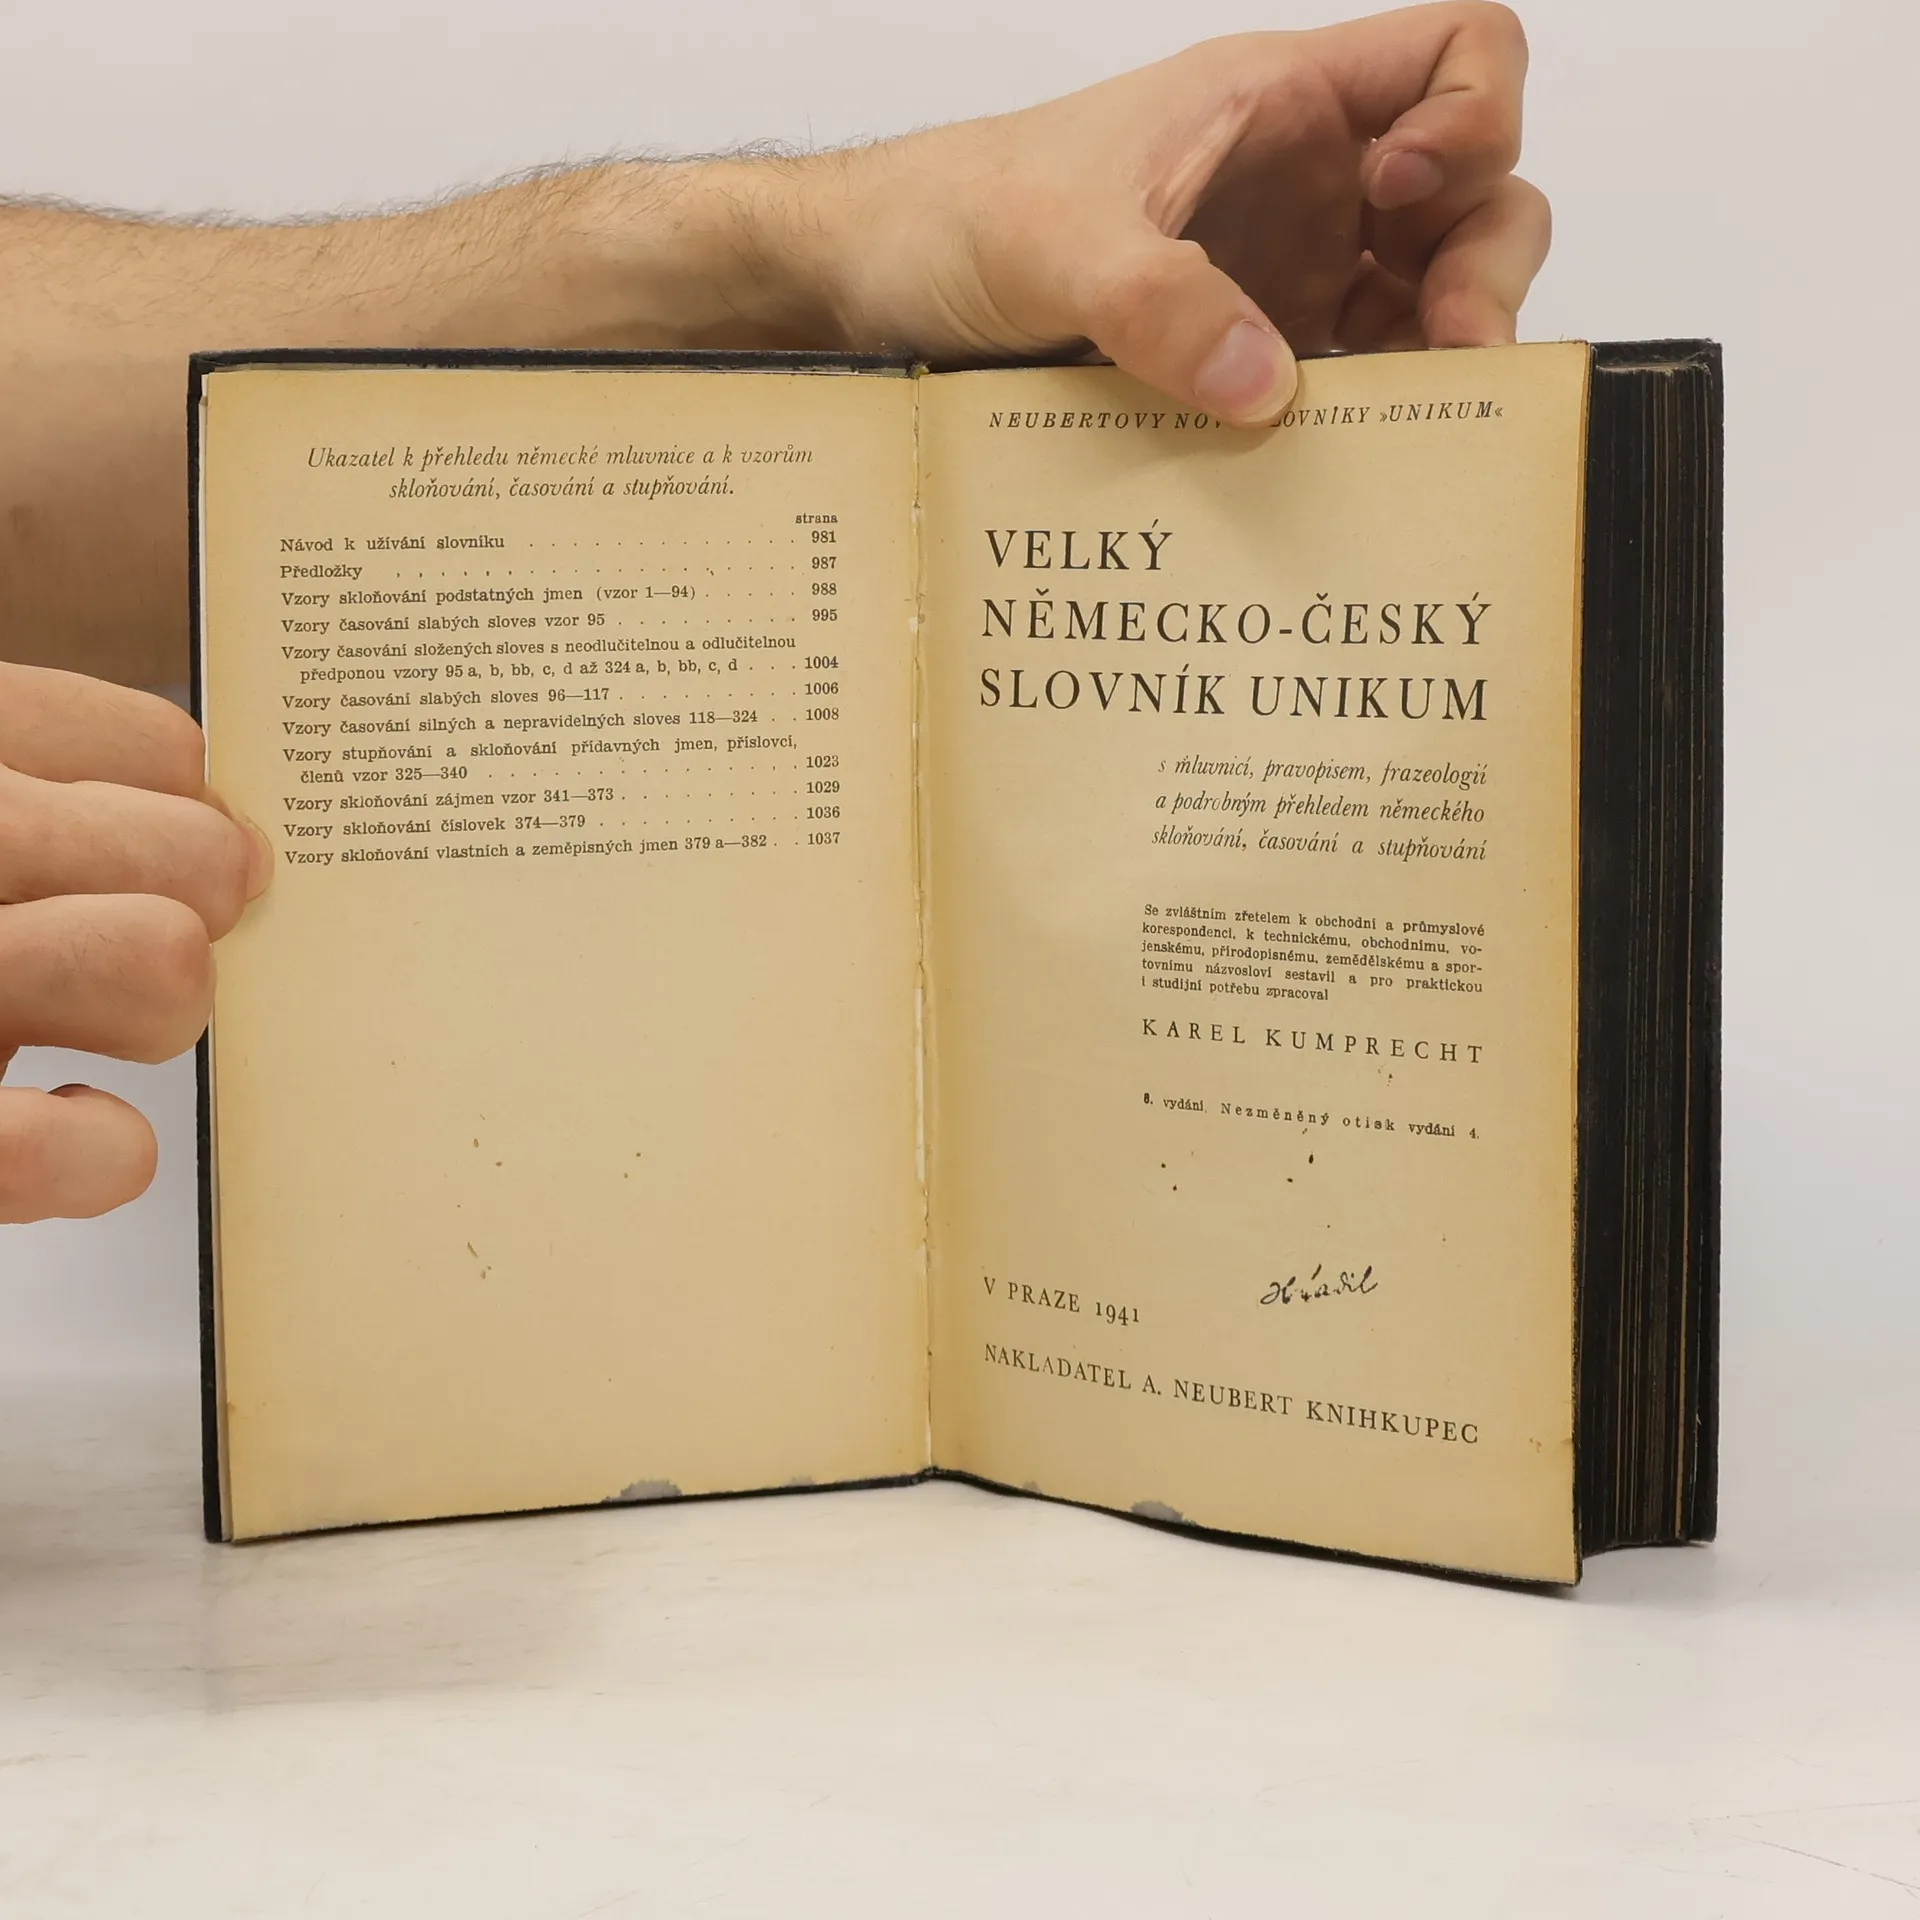 Ukazatel k přehledu německé mluvnice a k vzorům
skloňování, časování a stupňování.
strana
Návod k užívání slovníku . . . . . . . . . . . . . 981
Předložky . . . . . . . . . . . . . . . . . . 987
Vzory skloňování podstatných jmen (vzor 1—94) . . . . . 988
Vzory časování slabých sloves vzor 95 . . . . . . . . . 995
Vzory časování složených sloves s neodlučitelnou a odlučitelnou
předponou vzory 95 a, b, bb, c, d až 324 a, b, bb, c, d . . . 1004
Vzory časování slabých sloves 96—117 . . . . . . . . . 1006
Vzory časování silných a nepravidelných sloves 118—324 . . 1008
Vzory stupňování a skloňování přídavných jmen, příslovcí,
členů vzor 325—340 . . . . . . . . . . . . . . 1023
Vzory skloňování zájmen vzor 341—373 . . . . . . . . . 1029
Vzory skloňování číslovek 374—379 . . . . . . . . . . 1036
Vzory skloňování vlastních a zeměpisných jmen 379 a—382 . . 1037
NEUBERTOVY »UNIKUM«
VELKÝ
NĚMECKO-ČESKÝ
SLOVNÍK UNIKUM
s mluvnicí, pravopisem, frazeologií
a podrobným přehledem německého
skloňování, časování a stupňování
Se zvláštním zřetelem k obchodní a průmyslové
korespondenci, k technickému, obchodnímu, vo-
jenskému, přírodopisnému, zemědělskému a spor-
tovnímu názvosloví sestavil a pro praktickou
i studijní potřebu zpracoval
KAREL KUMPRECHT
vydání. Nezměněný otisk vydání 4.
Hradil
V PRAZE 1941
NAKLADATEL A. NEUBERT KNIHKUPEC